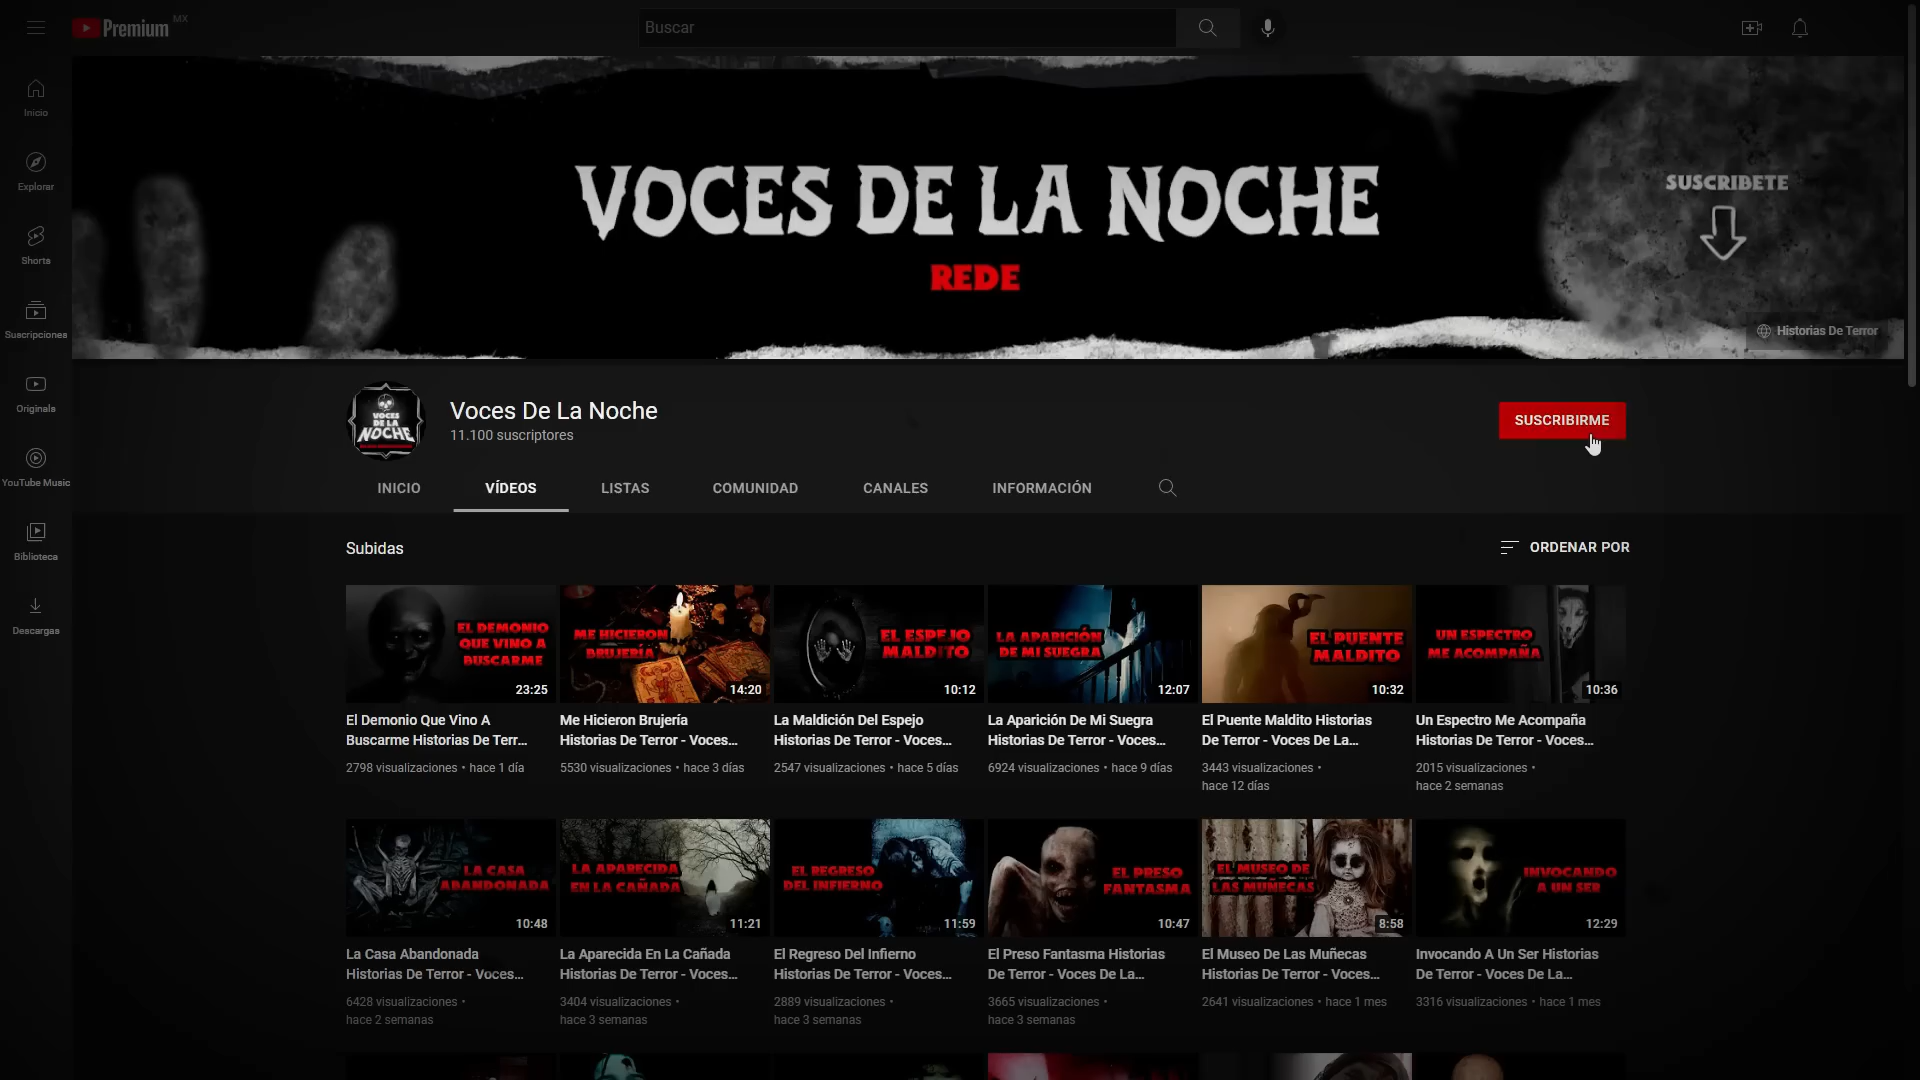 Premium MX
Buscar
Inicio
Explorar
Shorts
Suscripciones
Originals
YouTube Music
Biblioteca
Descargas
VOCES DE LA NOCHE
REDE
SUSCRIBETE
Historias De Terror
VOCES
DE LA
NOCHE
Voces De La Noche
11.100 suscriptores
SUSCRIBIRME
INICIO VÍDEOS LISTAS COMUNIDAD CANALES INFORMACIÓN
Subidas
ORDENAR POR
EL DEMONIO
QUE VINO A
BUSCARME
23:25
El Demonio Que Vino A
Buscarme Historias De Terr...
2798 visualizaciones • hace 1 día
ME HICIERON
BRUJERÍA
14:20
Me Hicieron Brujería
Historias De Terror - Voces...
5530 visualizaciones • hace 3 días
EL ESPEJO
MALDITO
10:12
La Maldición Del Espejo
Historias De Terror - Voces...
2547 visualizaciones • hace 5 días
LA APARICIÓN
DE MI SUEGRA
12:07
La Aparición De Mi Suegra
Historias De Terror - Voces...
6924 visualizaciones • hace 9 días
EL PUENTE
MALDITO
10:32
El Puente Maldito Historias
De Terror - Voces De La...
3443 visualizaciones •
hace 12 días
UN ESPECTRO
ME ACOMPAÑA
10:36
Un Espectro Me Acompaña
Historias De Terror - Voces...
2015 visualizaciones •
hace 2 semanas
LA CASA
ABANDONADA
10:48
La Casa Abandonada
Historias De Terror - Voces...
6428 visualizaciones •
hace 2 semanas
LA APARECIDA
EN LA CAÑADA
11:21
La Aparecida En La Cañada
Historias De Terror - Voces...
3404 visualizaciones •
hace 3 semanas
EL REGRESO
DEL INFIERNO
11:59
El Regreso Del Infierno
Historias De Terror - Voces...
2889 visualizaciones •
hace 3 semanas
EL PRESO
FANTASMA
10:47
El Preso Fantasma Historias
De Terror - Voces De La...
3665 visualizaciones •
hace 3 semanas
EL MUSEO DE
LAS MUÑECAS
8:58
El Museo De Las Muñecas
Historias De Terror - Voces...
2641 visualizaciones • hace 1 mes
INVOCANDO
A UN SER
12:29
Invocando A Un Ser Historias
De Terror - Voces De La...
3316 visualizaciones • hace 1 mes